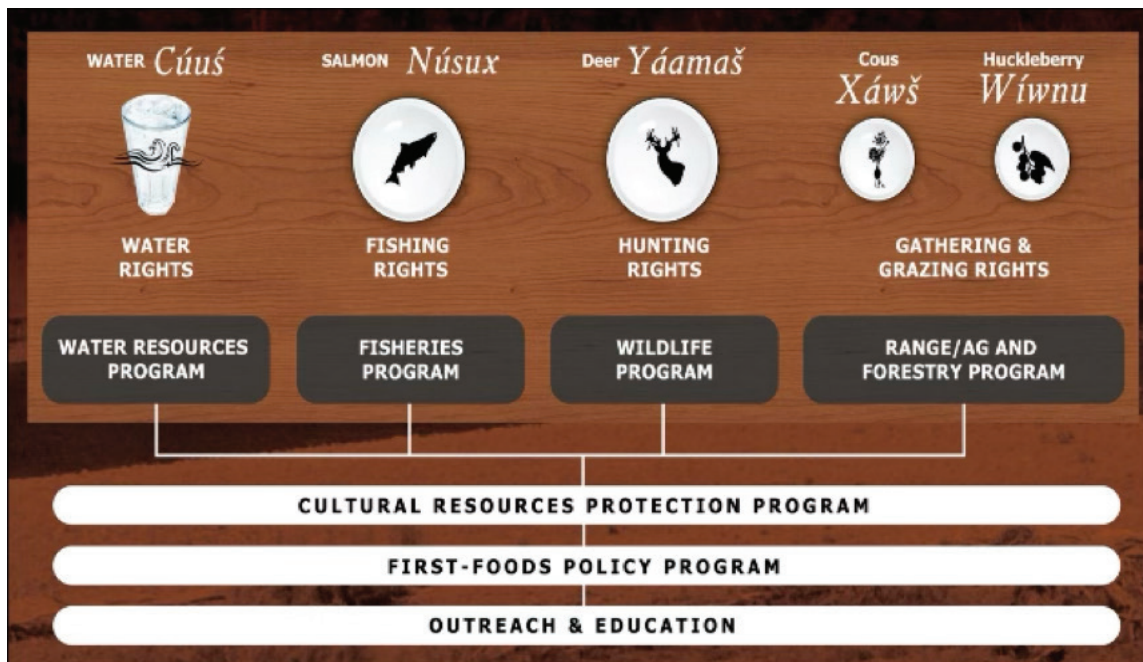 WATER Cúuš
SALMON Núsux
Deer Yáamaš
Cous
Xáwš
Huckleberry
Wíwnu
WATER
RIGHTS
FISHING
RIGHTS
HUNTING
RIGHTS
GATHERING &
GRAZING RIGHTS
WATER RESOURCES
PROGRAM
FISHERIES
PROGRAM
WILDLIFE
PROGRAM
RANGE/AG AND
FORESTRY PROGRAM
CULTURAL RESOURCES PROTECTION PROGRAM
FIRST-FOODS POLICY PROGRAM
OUTREACH & EDUCATION